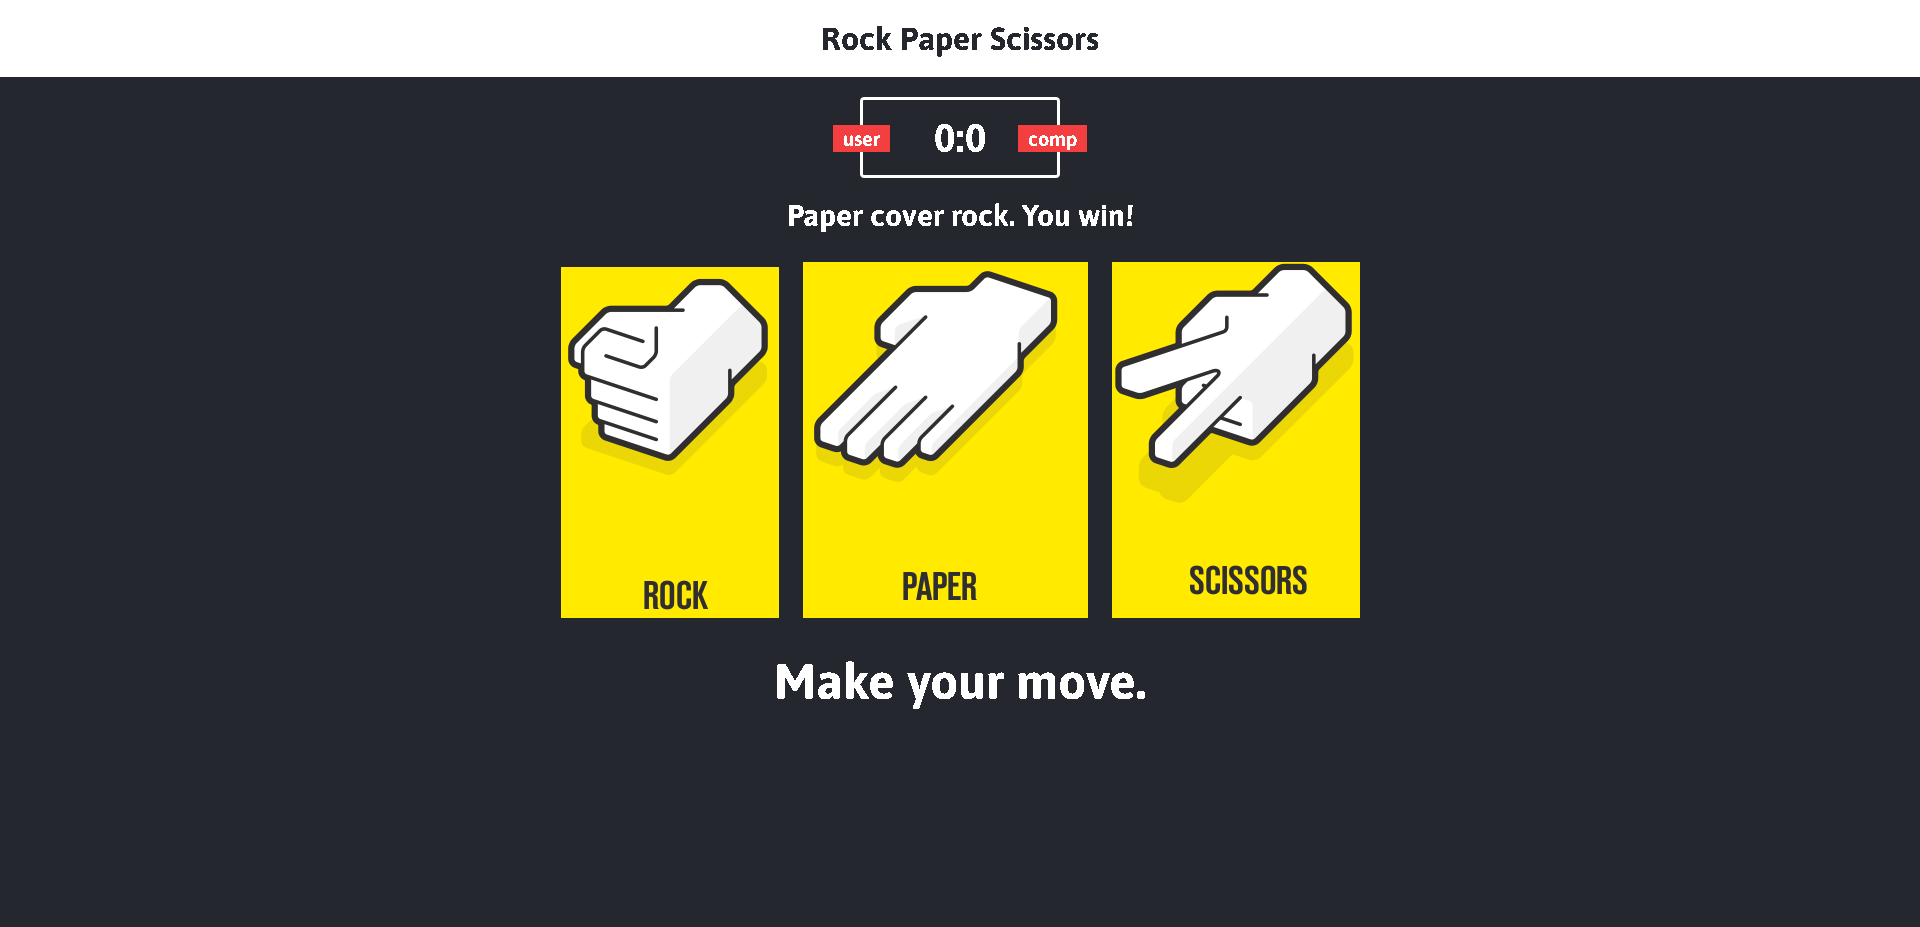 Rock Paper Scissors
user 0:0 comp
Paper cover rock. You win!
ROCK PAPER SCISSORS
Make your move.